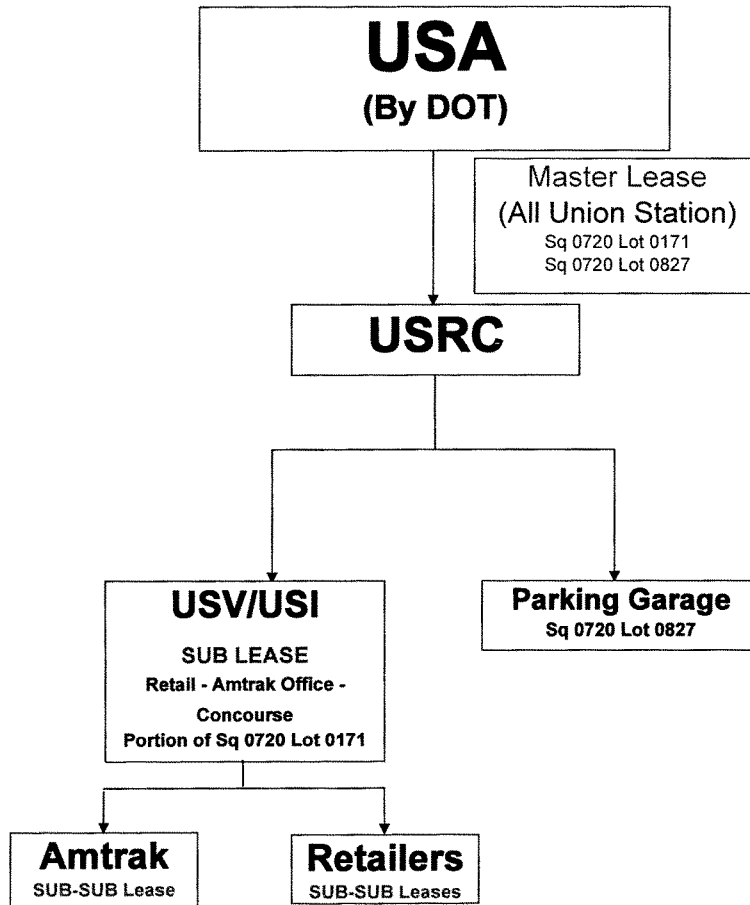 USA
(By DOT)
Master Lease
(All Union Station)
Sq 0720 Lot 0171
Sq 0720 Lot 0827
USRC
USV/USI
SUB LEASE
Retail - Amtrak Office -
Concourse
Portion of Sq 0720 Lot 0171
Parking Garage
Sq 0720 Lot 0827
Amtrak
SUB-SUB Lease
Retailers
SUB-SUB Leases